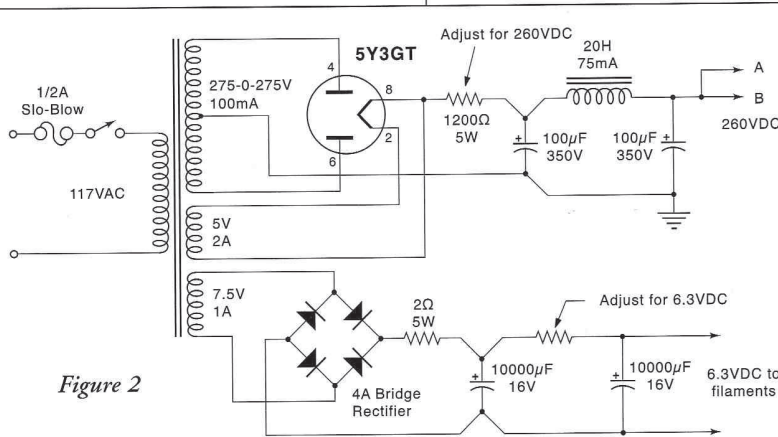 1/2A
Slo-Blow
117VAC
275-0-275V
100mA
5Y3GT
4
8
2
6
Adjust for 260VDC
1200Ω
5W
20H
75mA
100μF
350V
100μF
350V
A
B
260VDC
5V
2A
7.5V
1A
4A Bridge
Rectifier
2Ω
5W
Adjust for 6.3VDC
10000μF
16V
10000μF
16V
6.3VDC to
filaments
+
+
+
+
Figure 2